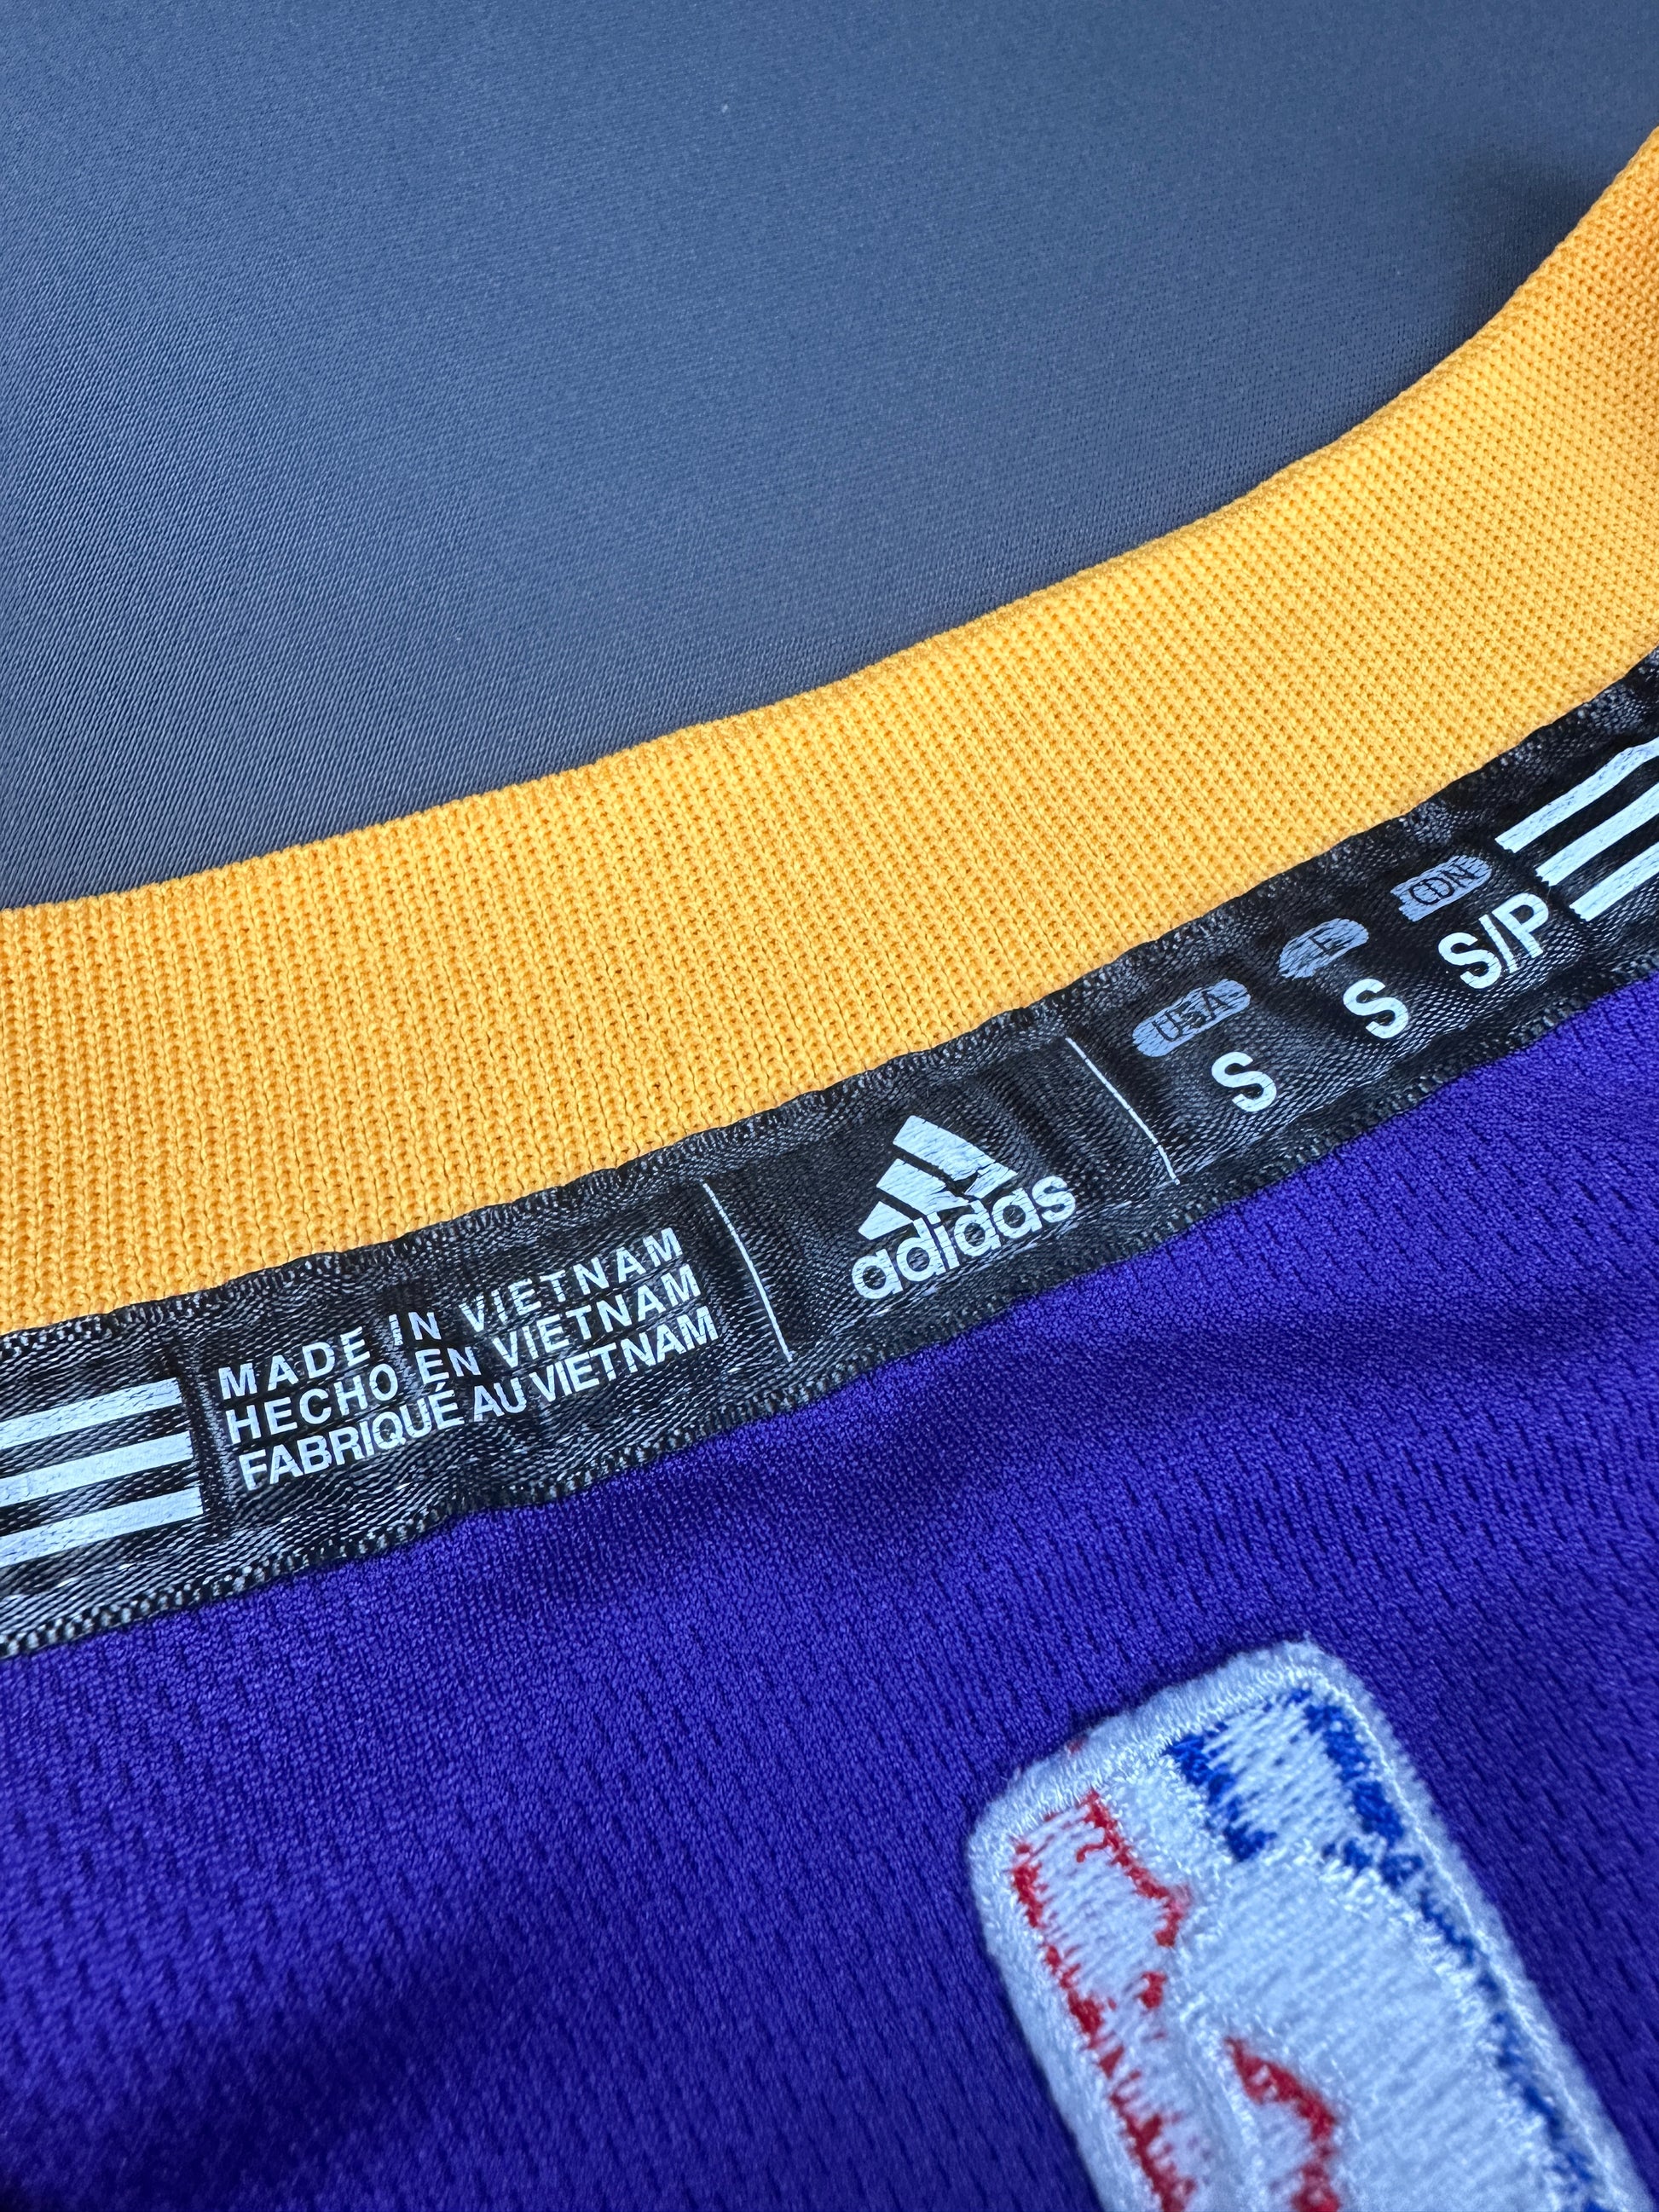 MADE IN VIETNAM
HECHO EN VIETNAM
FABRIQUÉ AU VIETNAM
adidas
USA E CDN
S S S/P